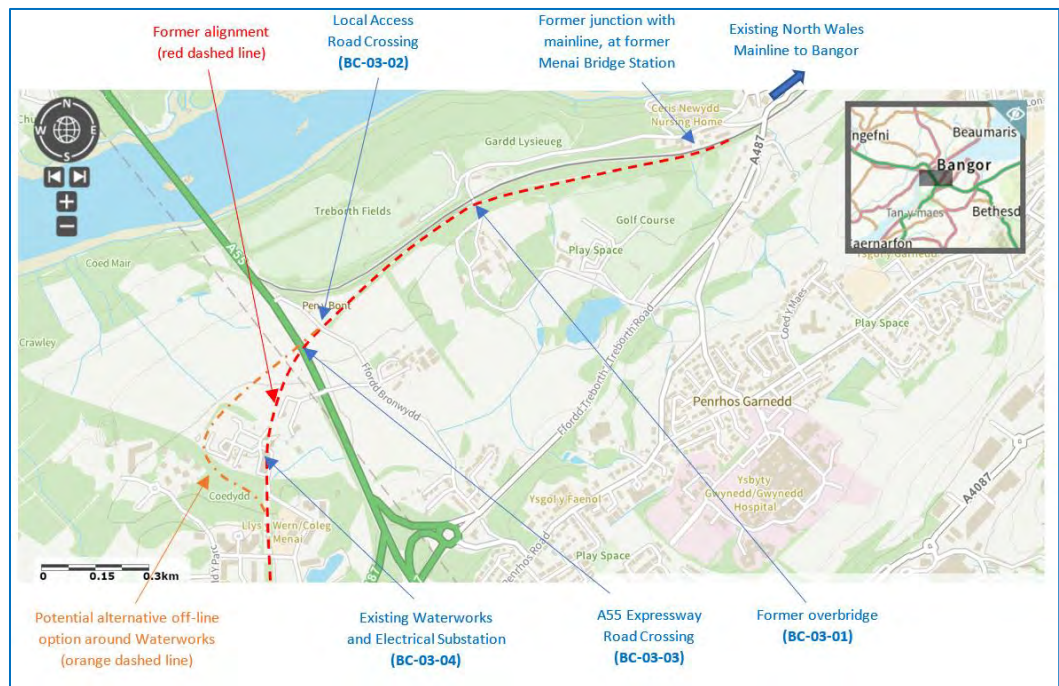 Former alignment
(red dashed line)
Local Access
Road Crossing
(BC-03-02)
Former junction with
mainline, at former
Menai Bridge Station
Existing North Wales
Mainline to Bangor
N
W
E
S
Ceris Newydd
Nursing Home
Gardd Lysieueg
A487
ngefni
Beaumaris
Bangor
Tan-y-maes
Bethesd
aernarfon
Treborth Fields
Golf Course
Play Space
A55
Coed Mair
Pen y Bont
Crawley
Ffordd Treborth/Treborth Road
Coed Y Maes
Play Space
Ffordd Bronwydd
Penrhos Garnedd
Ysbyty
Gwynedd/Gwynedd
Hospital
A4087
Coedydd
Ysgol y Faenol
Llys
Wern/Coleg
Menai
Penrhos Road
Play Space
0 0.15 0.3km
Potential alternative off-line
option around Waterworks
(orange dashed line)
Existing Waterworks
and Electrical Substation
(BC-03-04)
A55 Expressway
Road Crossing
(BC-03-03)
Former overbridge
(BC-03-01)